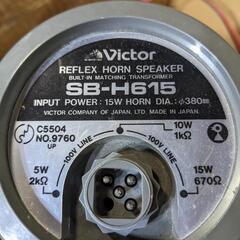 Victor
REFLEX HORN SPEAKER
BUILT-IN MATCHING TRANSFORMER
SB-H615
INPUT POWER: 15W HORN DIA.: φ380mm
VICTOR COMPANY OF JAPAN, LTD. MADE IN JAPAN
C5504
NO.9760
UP
10W
1kΩ
100V LINE
100V LINE
5W
2kΩ
15W
670Ω